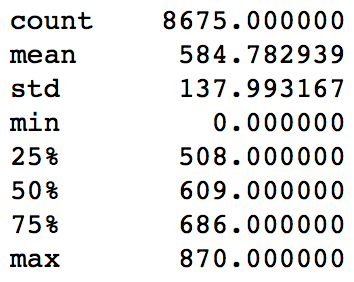 count 8675.000000
mean 584.782939
std 137.993167
min 0.000000
25% 508.000000
50% 609.000000
75% 686.000000
max 870.000000